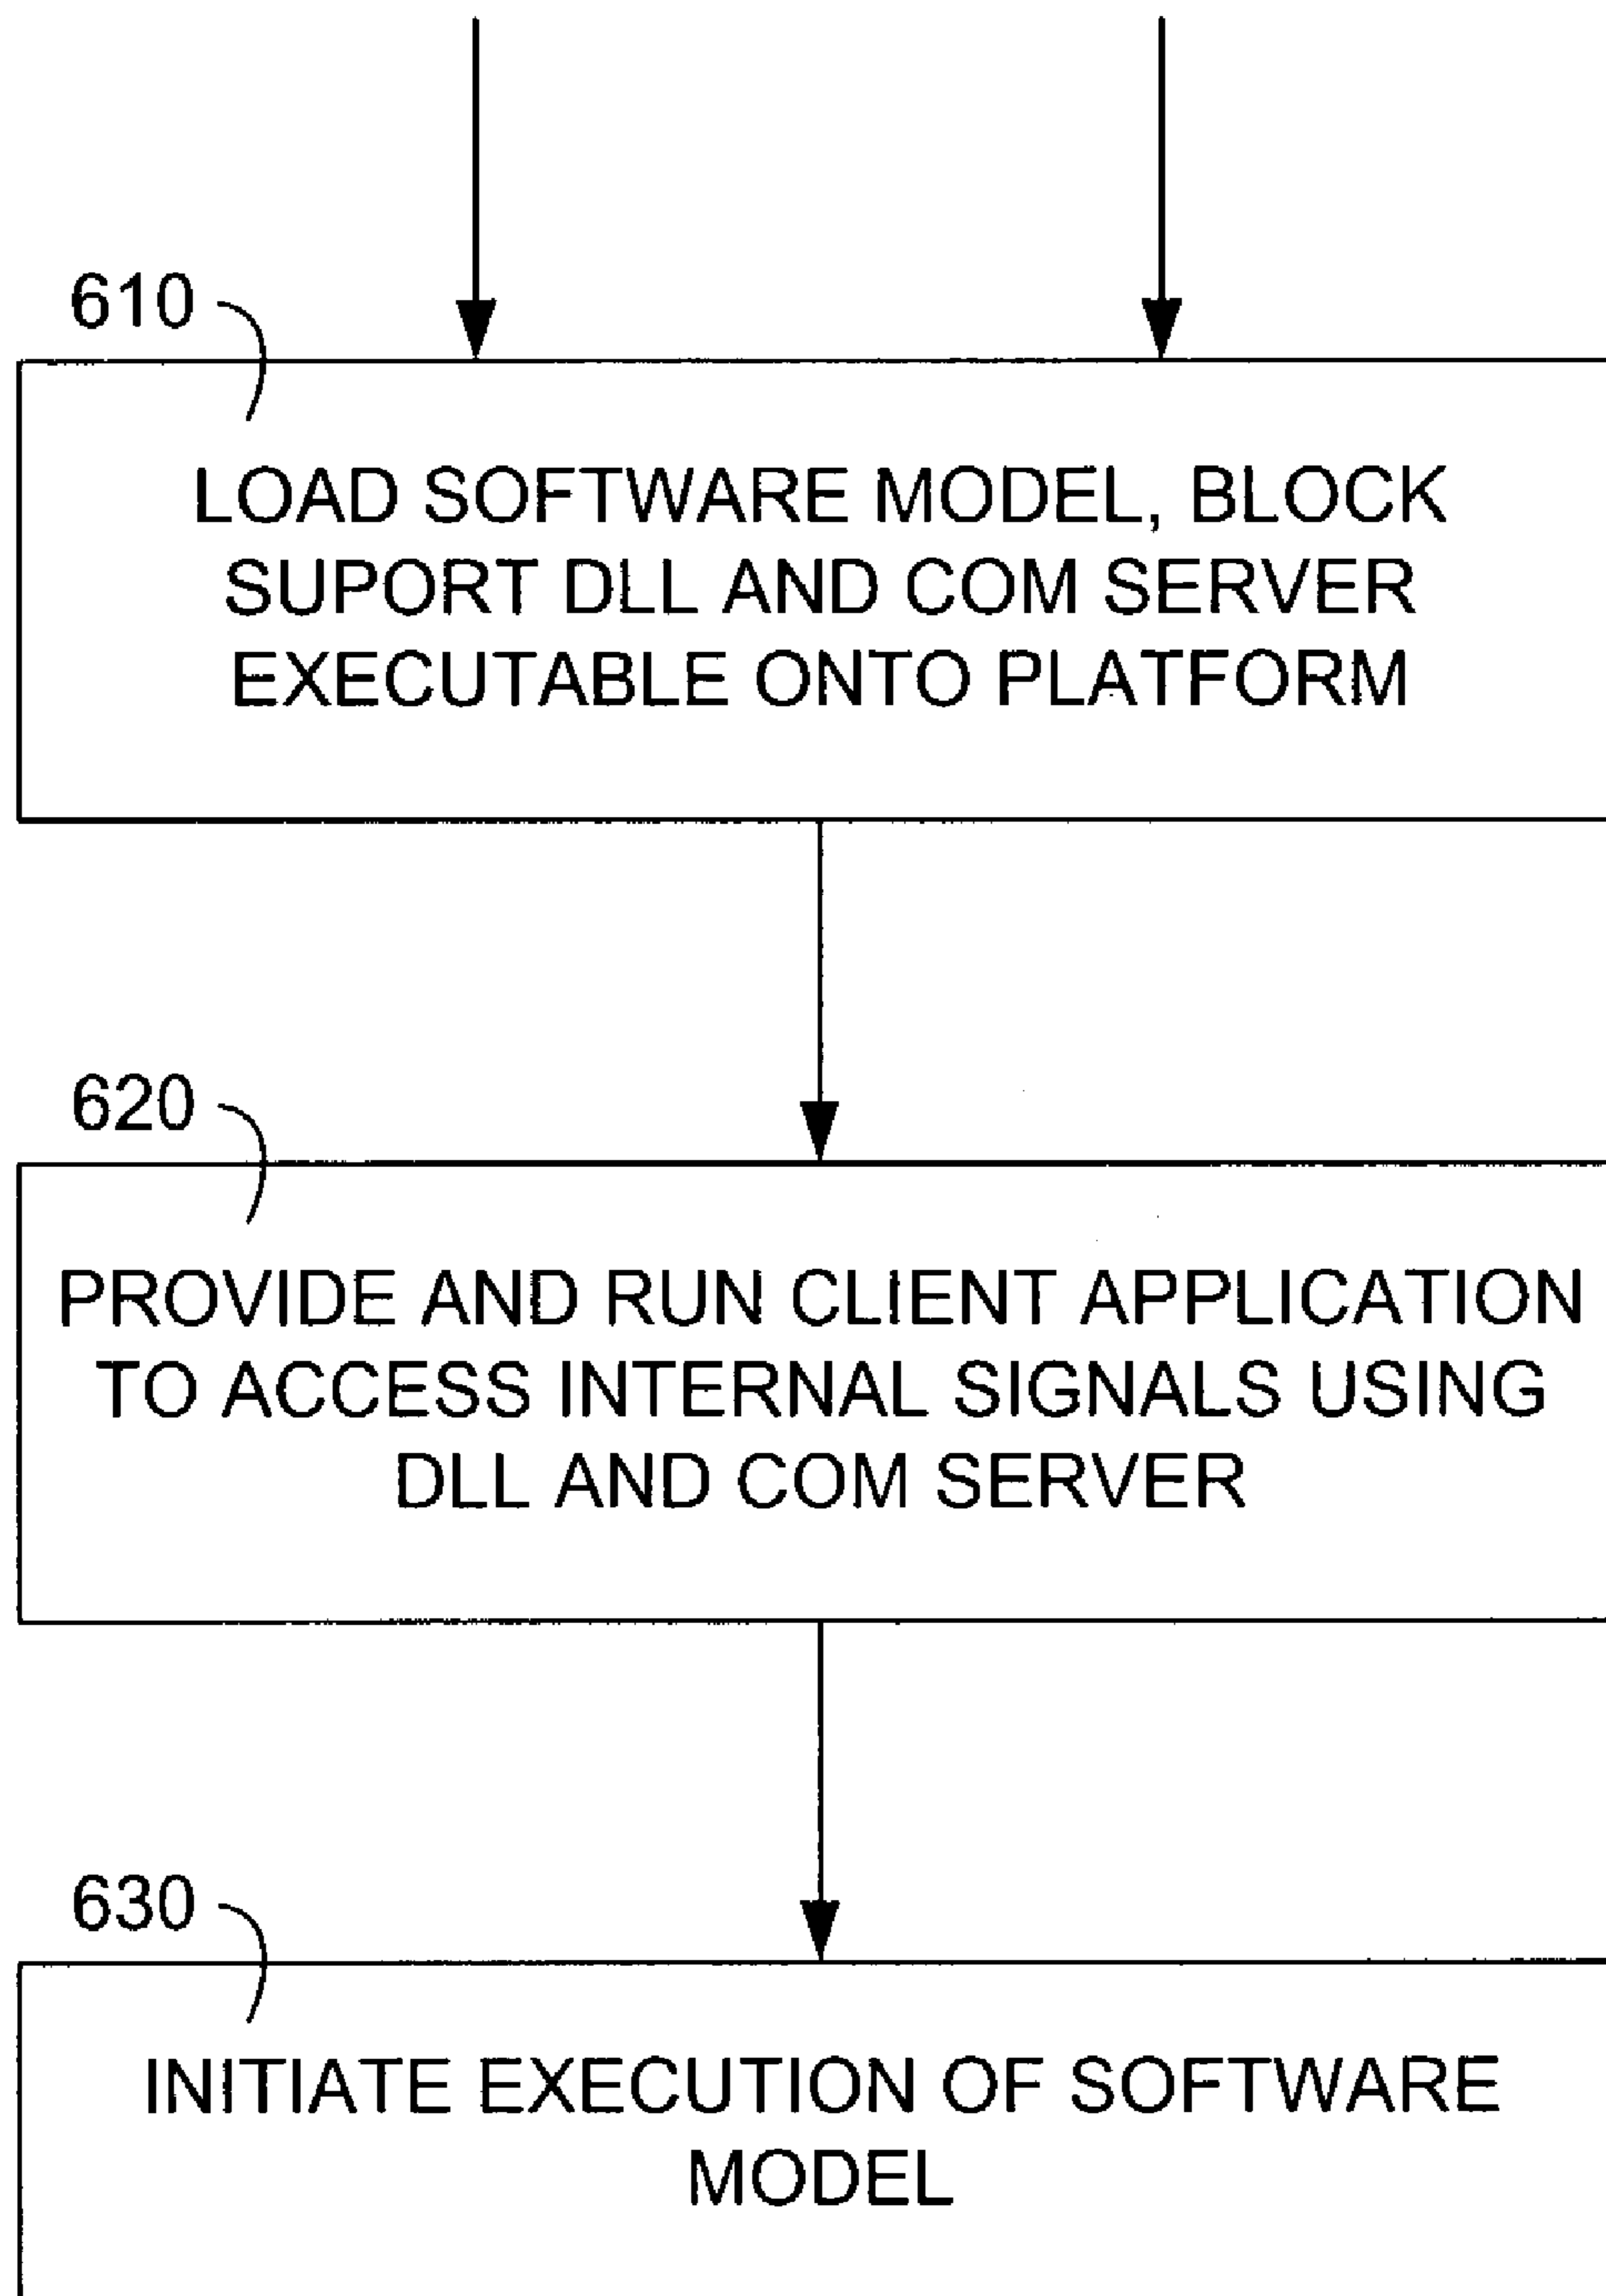 610
LOAD SOFTWARE MODEL, BLOCK
SUPORT DLL AND COM SERVER
EXECUTABLE ONTO PLATFORM
620
PROVIDE AND RUN CLIENT APPLICATION
TO ACCESS INTERNAL SIGNALS USING
DLL AND COM SERVER
630
INITIATE EXECUTION OF SOFTWARE
MODEL